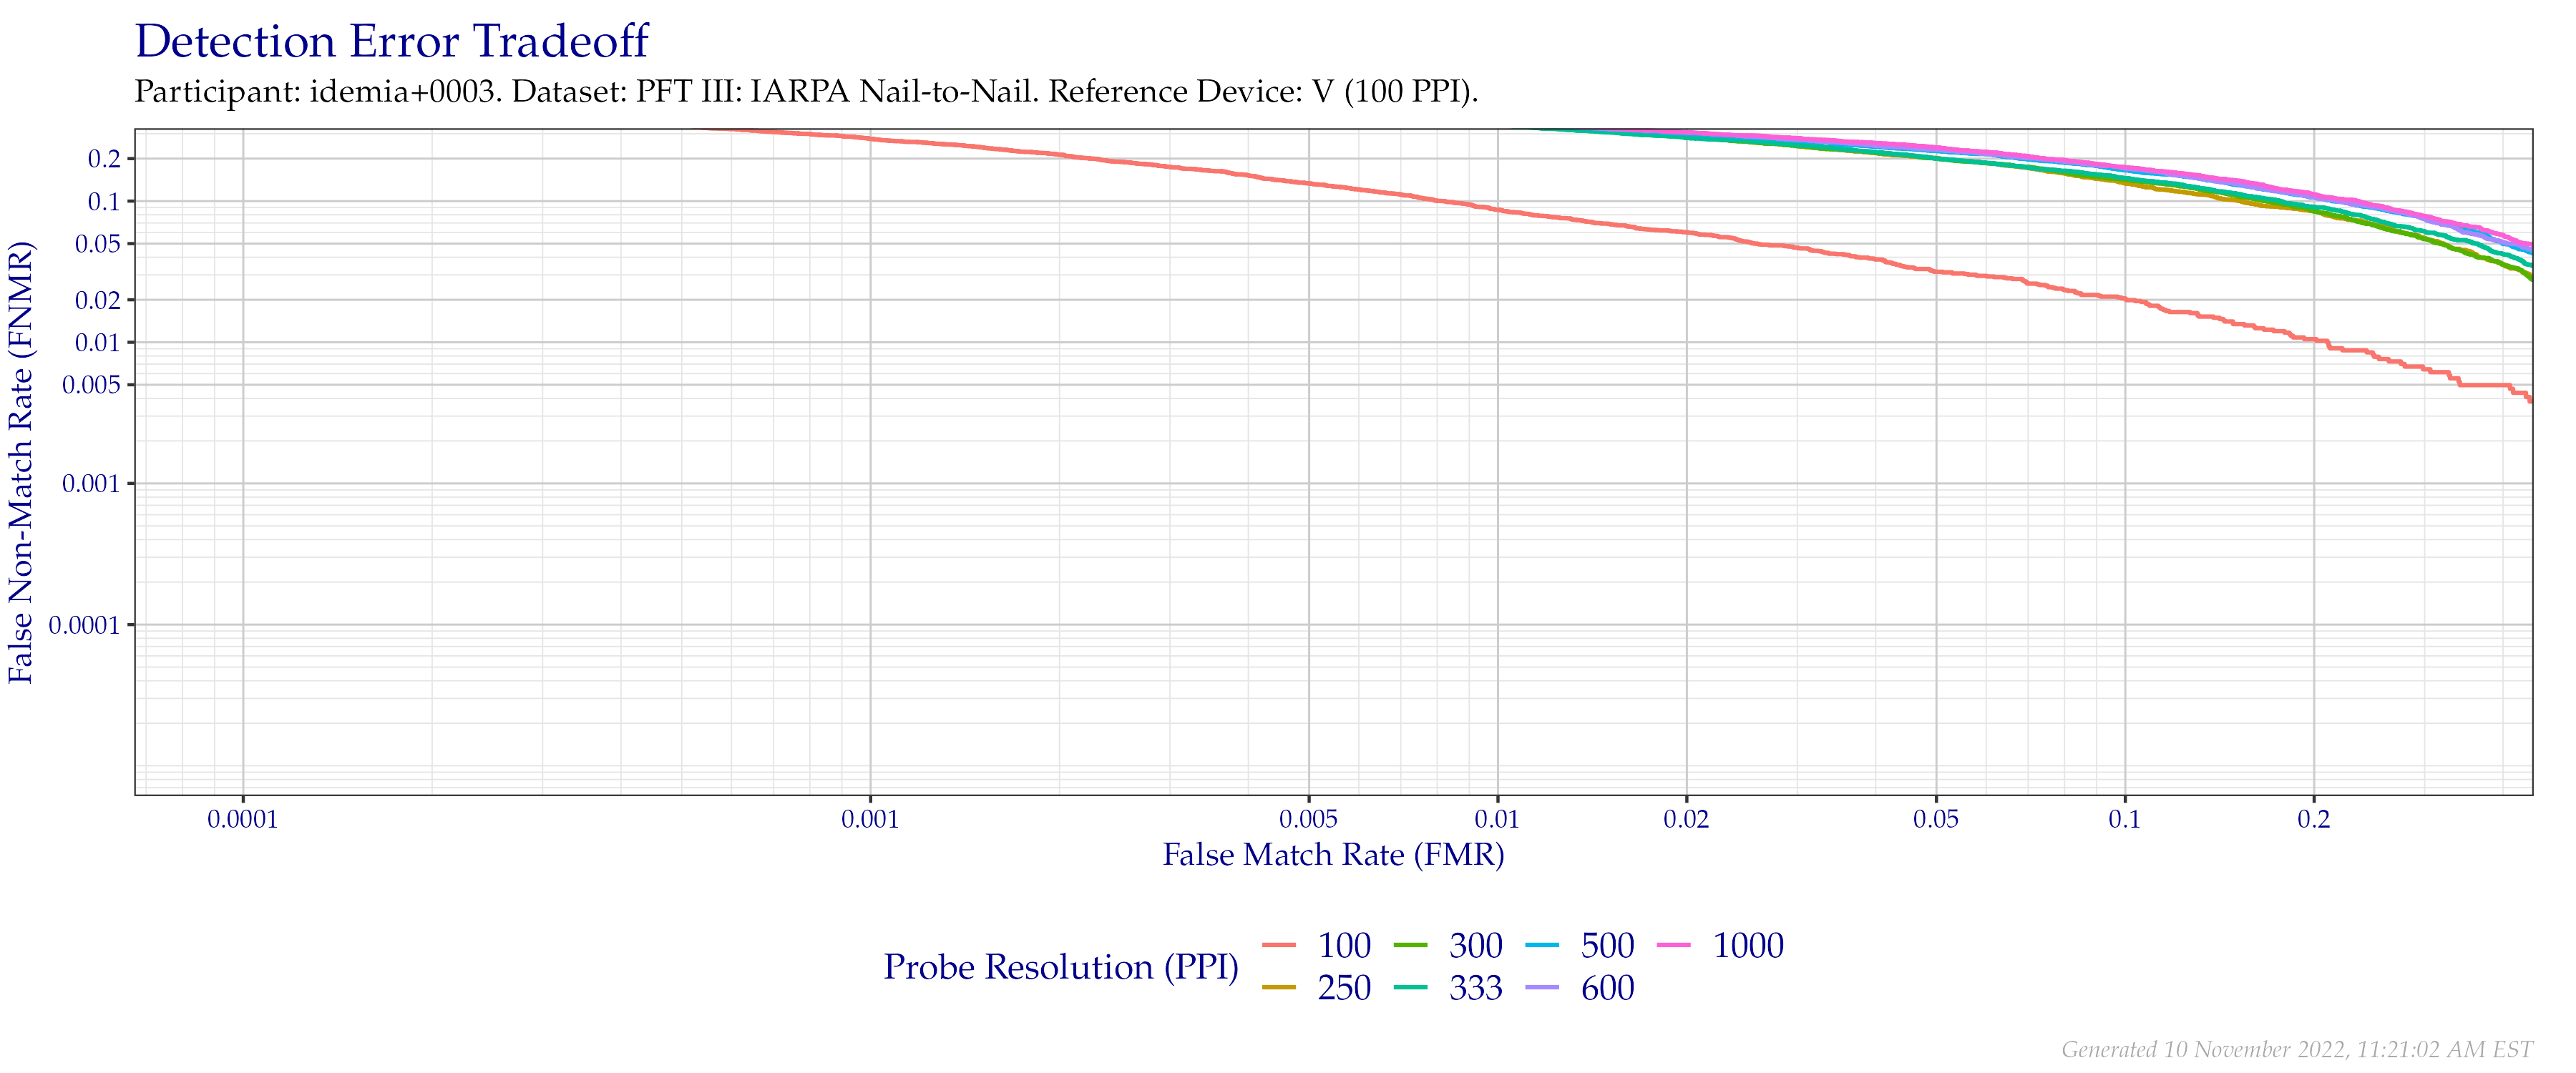 Detection Error Tradeoff
Participant: idemia+0003. Dataset: PFT III: IARPA Nail-to-Nail. Reference Device: V (100 PPI).
False Non-Match Rate (FNMR)
0.2
0.1
0.05
0.02
0.01
0.005
0.001
0.0001
0.0001 0.001 0.005 0.01 0.02 0.05 0.1 0.2
False Match Rate (FMR)
Probe Resolution (PPI)
100 300 500 1000
250 333 600
Generated 10 November 2022, 11:21:02 AM EST